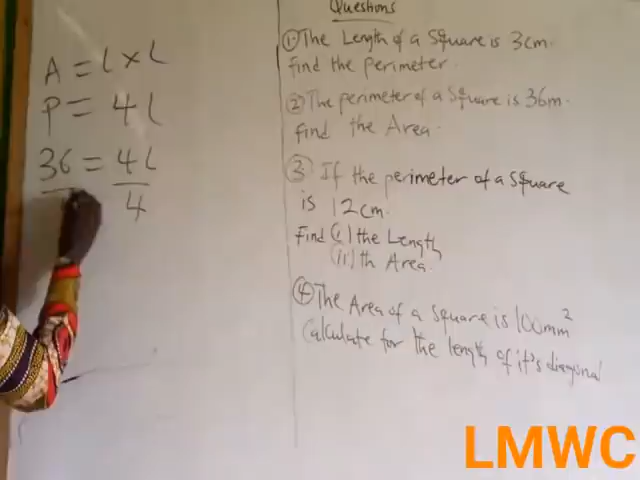 Questions
A = L x L
P = 4L
36 = 4L
4
① The Length of a Square is 3cm.
find the perimeter.
② The perimeter of a Square is 36m.
find the Area.
③ If the perimeter of a Square
is 12cm.
Find (i) the Length
(ii) th Area.
④ The Area of a Square is 100mm²
Calculate for the length of it's diagonal
LMWC